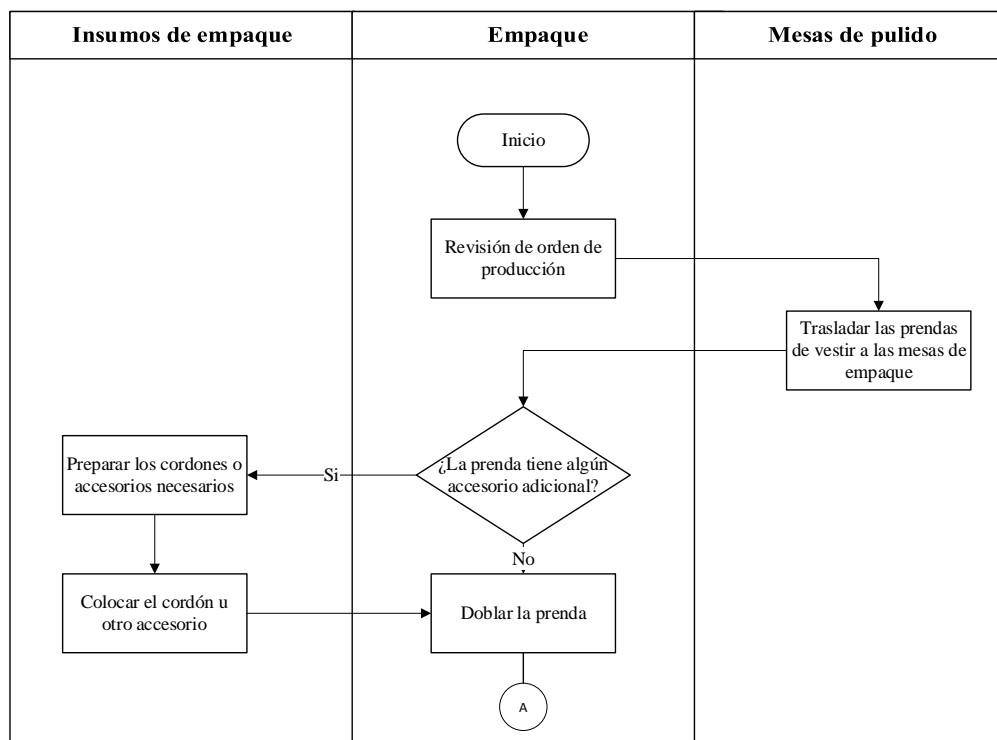 Insumos de empaque
Empaque
Mesas de pulido
Inicio
Revisión de orden de
producción
Trasladar las prendas
de vestir a las mesas de
empaque
¿La prenda tiene algún
accesorio adicional?
Si
Preparar los cordones o
accesorios necesarios
No
Colocar el cordón u
otro accesorio
Doblar la prenda
A